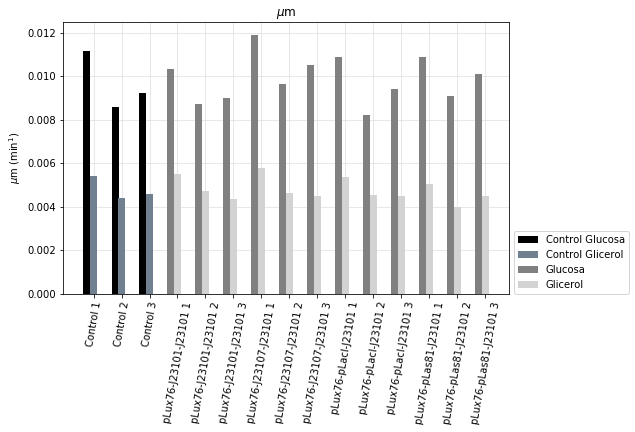 μm
0.012
0.010
0.008
0.006
0.004
0.002
0.000
μm (min¹)
Control 1
Control 2
Control 3
pLux76-J23101-J23101 1
pLux76-J23101-J23101 2
pLux76-J23101-J23101 3
pLux76-J23107-J23101 1
pLux76-J23107-J23101 2
pLux76-J23107-J23101 3
pLux76-pLacI-J23101 1
pLux76-pLacI-J23101 2
pLux76-pLacI-J23101 3
pLux76-pLas81-J23101 1
pLux76-pLas81-J23101 2
pLux76-pLas81-J23101 3
Control Glucosa
Control Glicerol
Glucosa
Glicerol